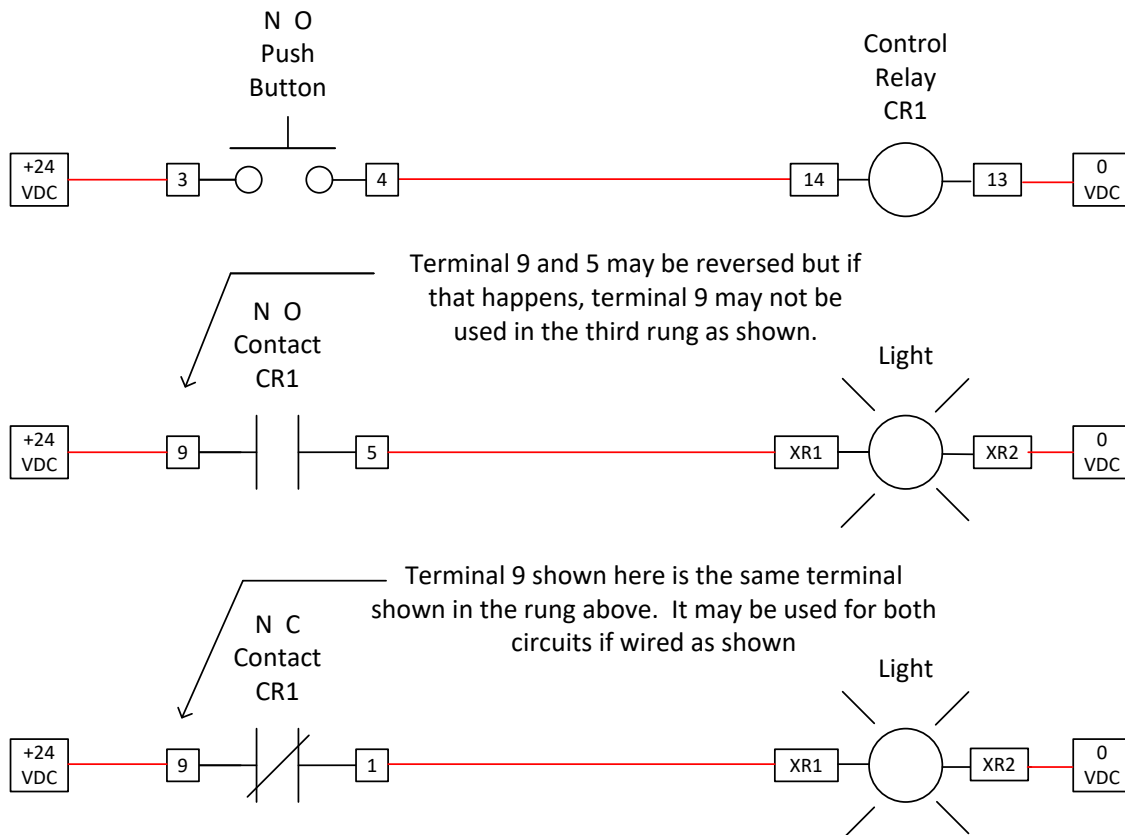 N O
Push
Button
Control
Relay
CR1
+24
VDC
3
4
14
13
0
VDC
Terminal 9 and 5 may be reversed but if
that happens, terminal 9 may not be
used in the third rung as shown.
N O
Contact
CR1
Light
+24
VDC
9
5
XR1
XR2
0
VDC
Terminal 9 shown here is the same terminal
shown in the rung above. It may be used for both
circuits if wired as shown
N C
Contact
CR1
Light
+24
VDC
9
1
XR1
XR2
0
VDC